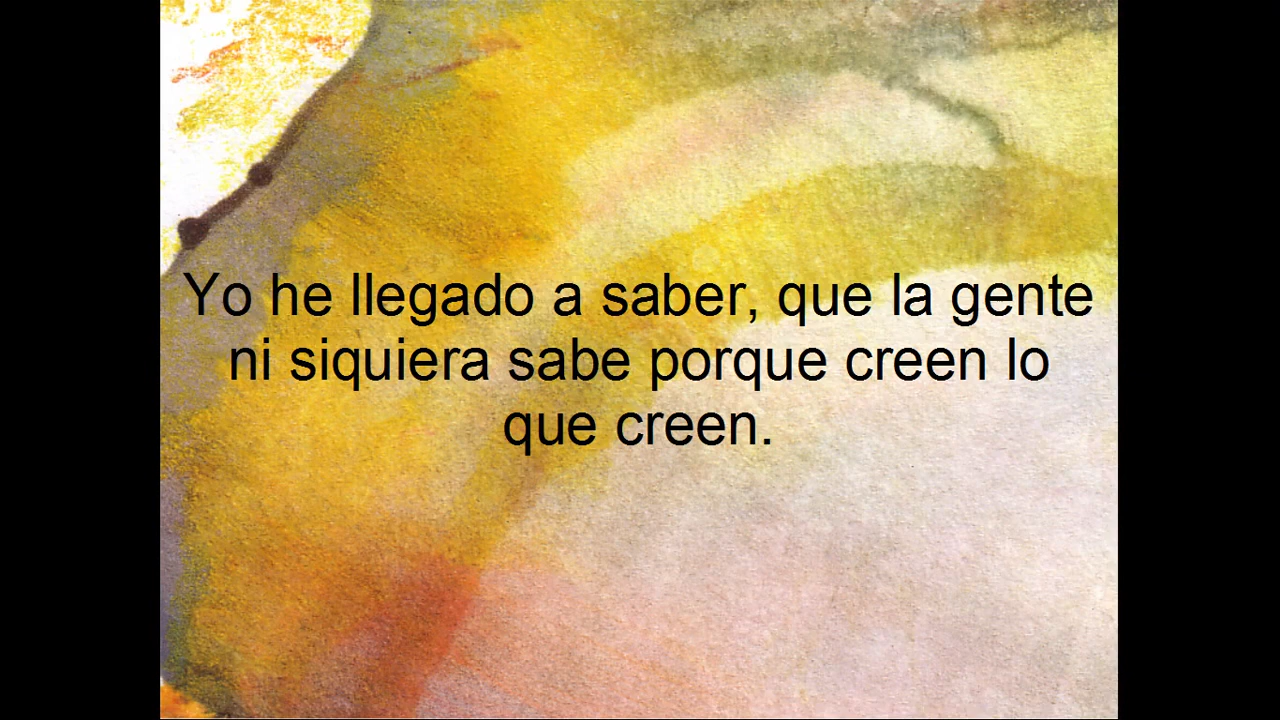 Yo he llegado a saber, que la gente
ni siquiera sabe porque creen lo
que creen.